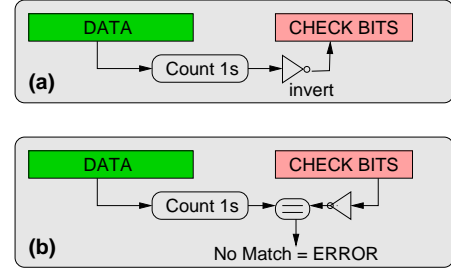 DATA
CHECK BITS
Count 1s
invert
(a)
DATA
CHECK BITS
Count 1s
(b)
No Match = ERROR